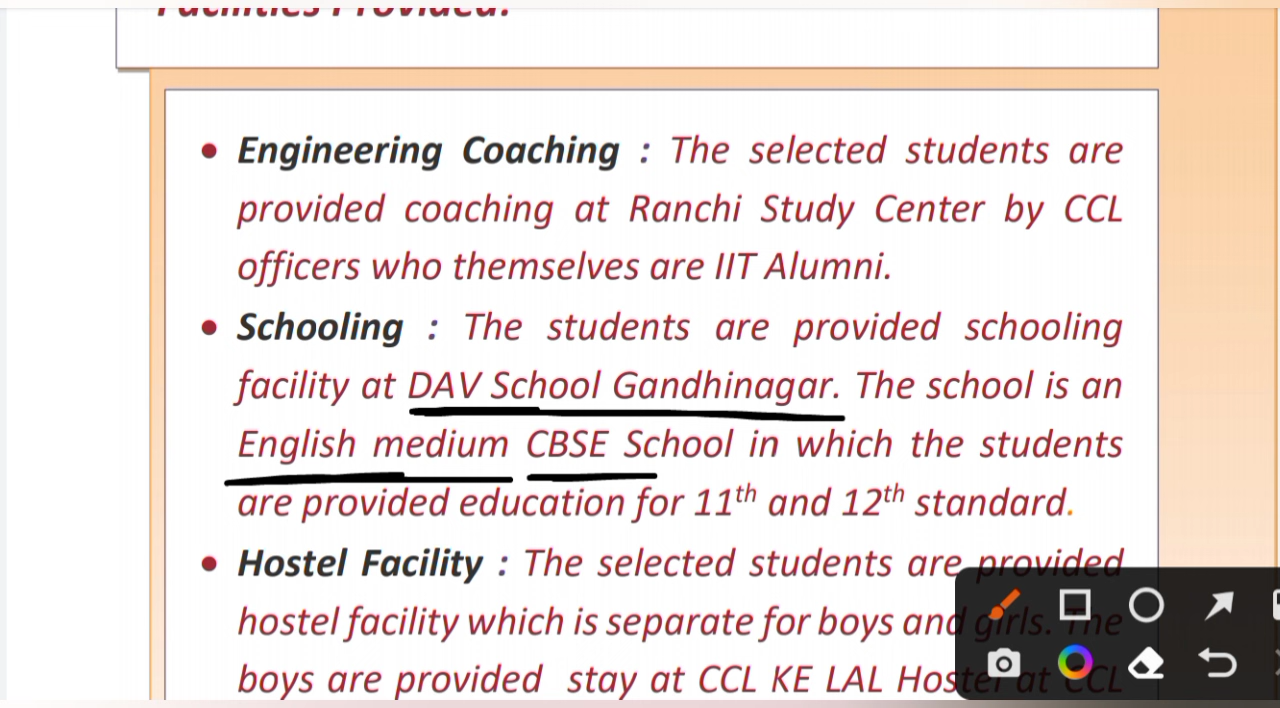 Facilities Provided:
• Engineering Coaching : The selected students are
provided coaching at Ranchi Study Center by CCL
officers who themselves are IIT Alumni.
• Schooling : The students are provided schooling
facility at DAV School Gandhinagar. The school is an
English medium CBSE School in which the students
are provided education for 11th and 12th standard.
• Hostel Facility : The selected students are provided
hostel facility which is separate for boys and girls. The
boys are provided stay at CCL KE LAL Hostel at CCL